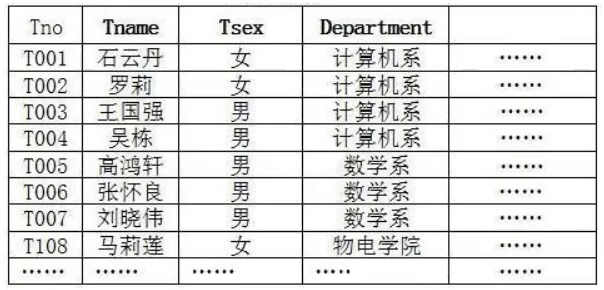 Tno Tname Tsex Department
T001 石云丹 女 计算机系 ……
T002 罗莉 女 计算机系 ……
T003 王国强 男 计算机系 ……
T004 吴栋 男 计算机系 ……
T005 高鸿轩 男 数学系 ……
T006 张怀良 男 数学系 ……
T007 刘晓伟 男 数学系 ……
T108 马莉莲 女 物电学院 ……
…… …… …… ….. ……